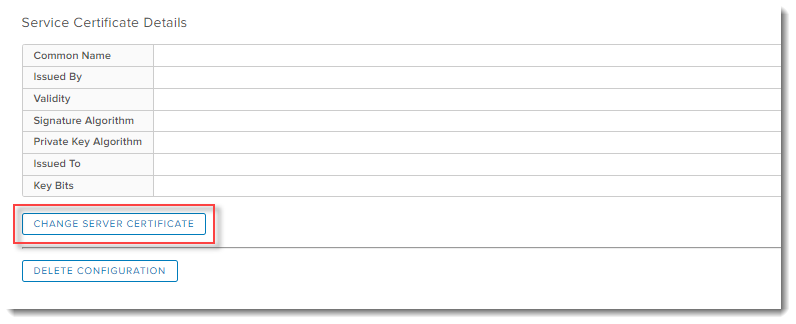 Service Certificate Details
Common Name
Issued By
Validity
Signature Algorithm
Private Key Algorithm
Issued To
Key Bits
CHANGE SERVER CERTIFICATE
DELETE CONFIGURATION